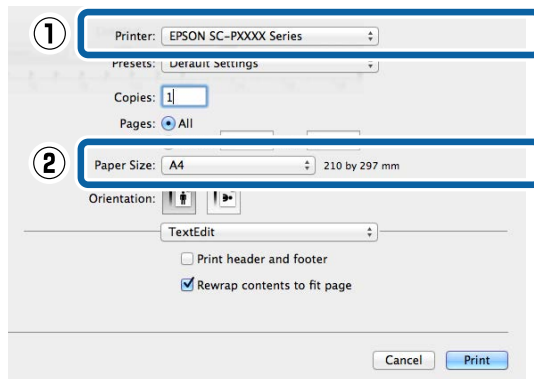 ① Printer: EPSON SC-PXXXX Series
Presets: Default Settings
Copies: 1
Pages: All
② Paper Size: A4 210 by 297 mm
Orientation:
TextEdit
Print header and footer
Rewrap contents to fit page
Cancel Print